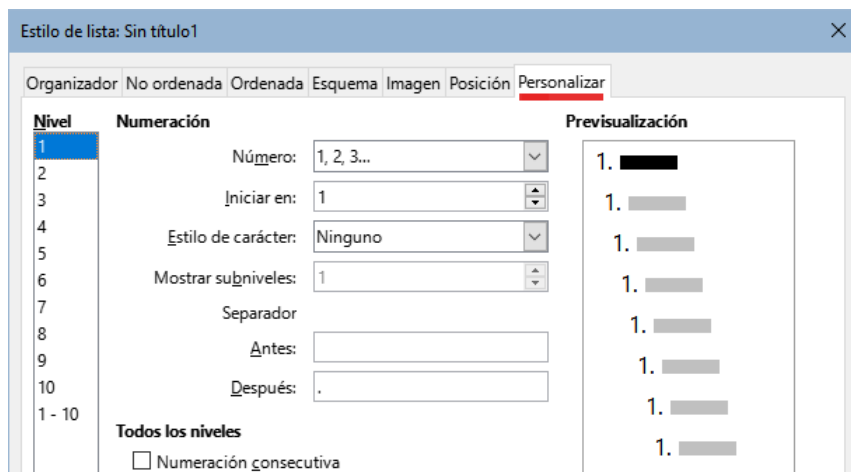 Estilo de lista: Sin título1
Organizador No ordenada Ordenada Esquema Imagen Posición Personalizar
Nivel
1
2
3
4
5
6
7
8
9
10
1 - 10
Numeración
Número: 1, 2, 3...
Iniciar en: 1
Estilo de carácter: Ninguno
Mostrar subniveles: 1
Separador
Antes:
Después: .
Todos los niveles
Numeración consecutiva
Previsualización
1.
1.
1.
1.
1.
1.
1.
1.